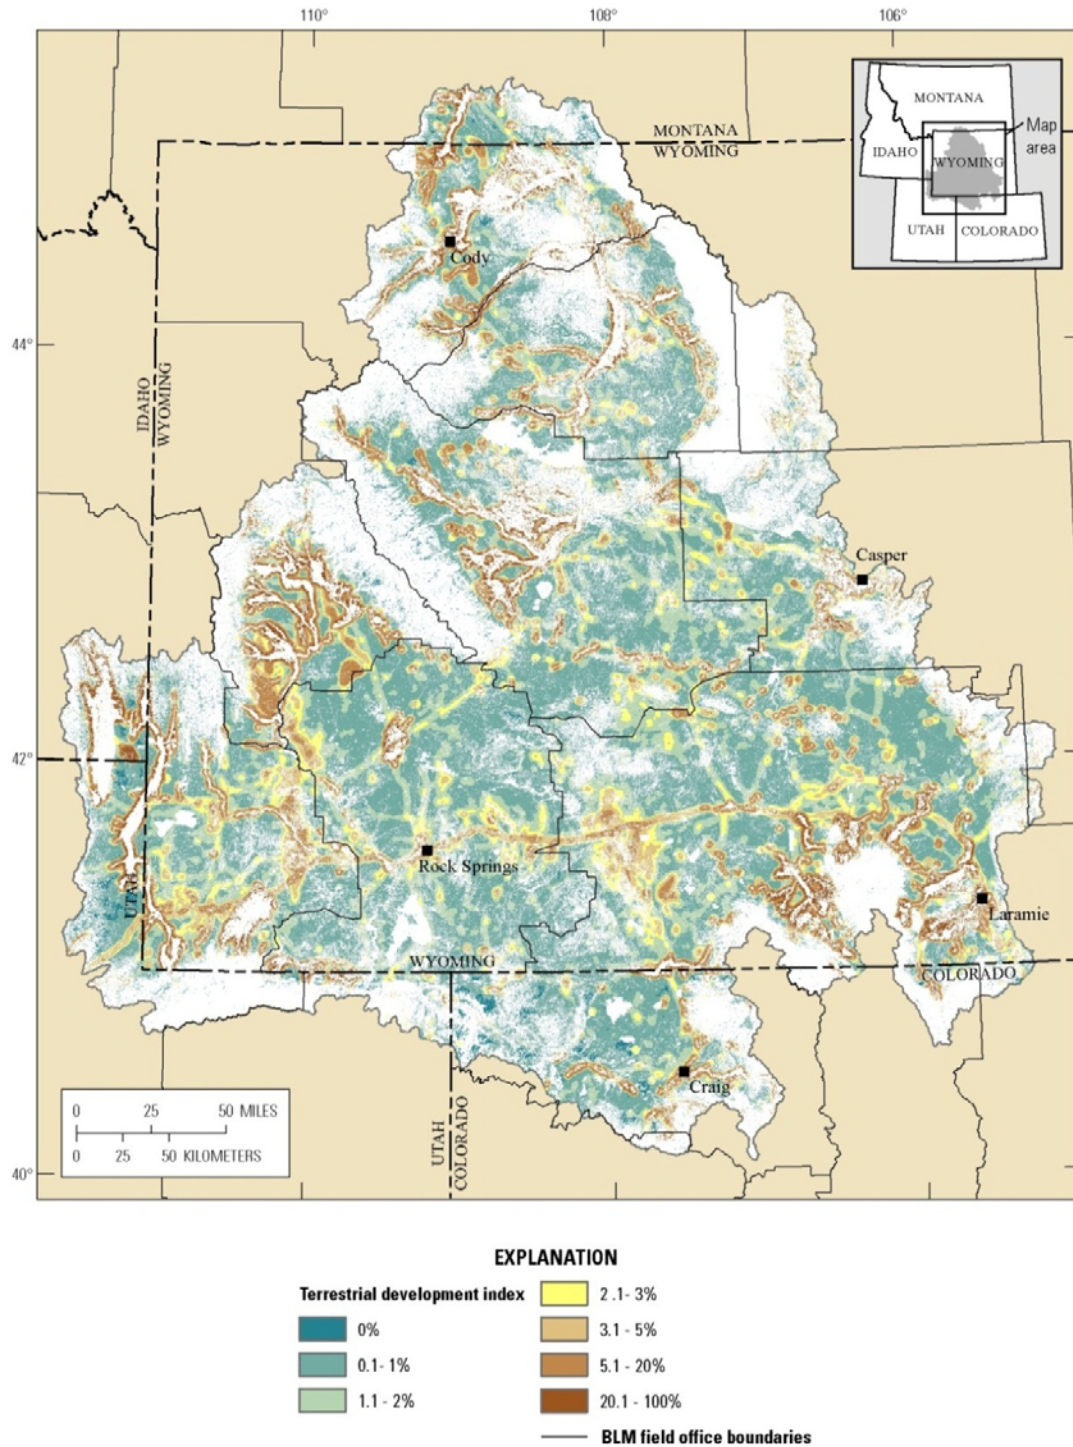 110°
108°
106°
MONTANA
WYOMING
MONTANA
IDAHO
WYOMING
UTAH
COLORADO
Map
area
Cody
44°
IDAHO
WYOMING
Casper
42°
Rock Springs
UTAH
Laramie
WYOMING
COLORADO
Craig
0 25 50 MILES
0 25 50 KILOMETERS
UTAH
COLORADO
40°
EXPLANATION
Terrestrial development index
0%
0.1- 1%
1.1 - 2%
2 .1- 3%
3.1 - 5%
5.1 - 20%
20.1 - 100%
BLM field office boundaries